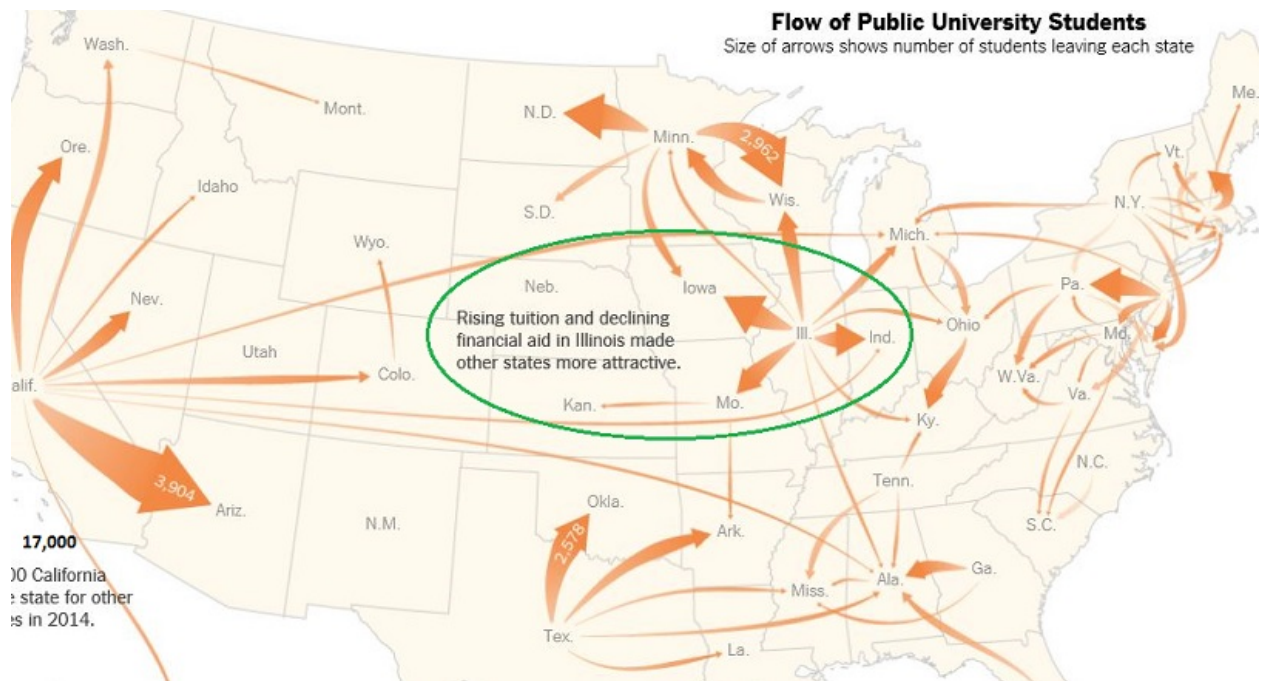 Flow of Public University Students
Size of arrows shows number of students leaving each state
Wash.
Mont.
N.D.
Minn.
2,962
Me.
Ore.
Vt.
Idaho
S.D.
Wis.
N.Y.
Wyo.
Mich.
Nev.
Neb.
Iowa
Pa.
Rising tuition and declining
financial aid in Illinois made
other states more attractive.
Ill.
Ind.
Ohio
Md.
Utah
Colo.
W.Va.
alif.
Kan.
Mo.
Va.
Ky.
3,904
Ariz.
N.M.
Okla.
2,578
Ark.
Tenn.
N.C.
S.C.
17,000
00 California
e state for other
es in 2014.
Miss.
Ala.
Ga.
Tex.
La.